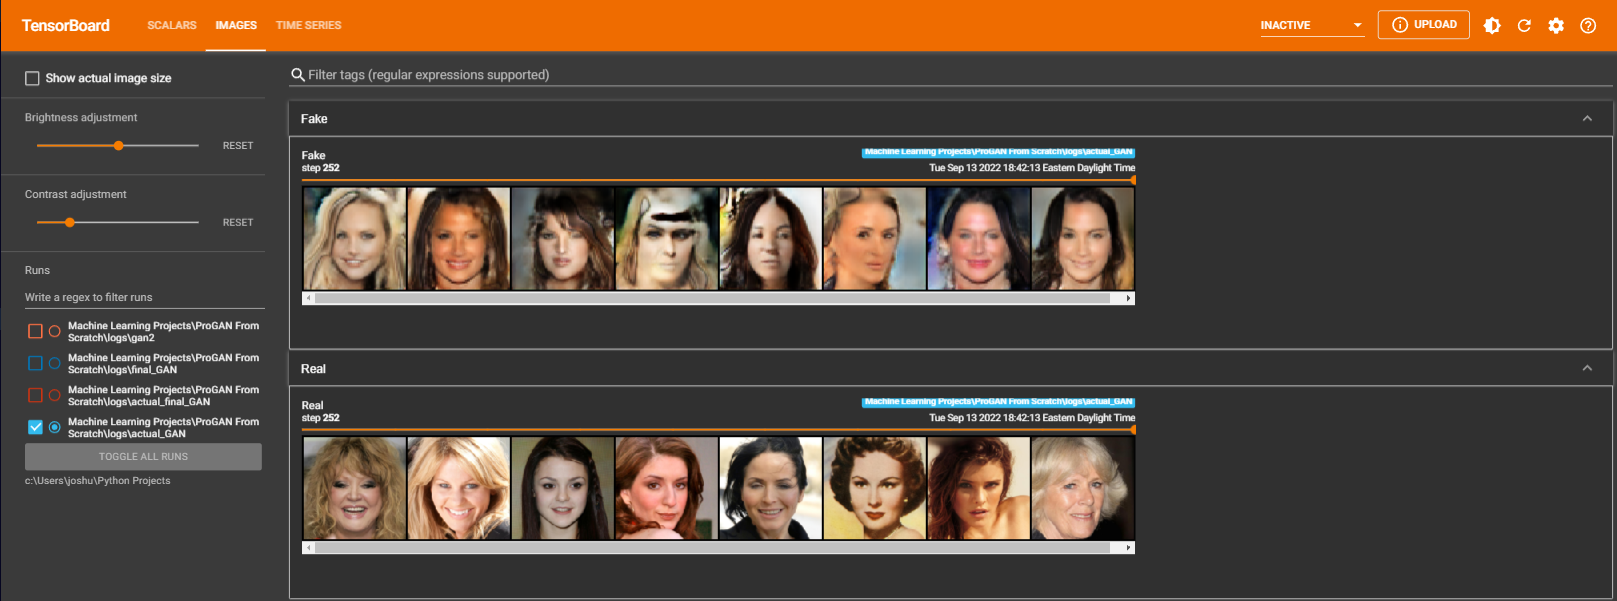 TensorBoard SCALARS IMAGES TIME SERIES INACTIVE UPLOAD
Show actual image size
Filter tags (regular expressions supported)
Brightness adjustment
RESET
Contrast adjustment
RESET
Runs
Write a regex to filter runs
Machine Learning Projects\ProGAN From
Scratch\logs\gan2
Machine Learning Projects\ProGAN From
Scratch\logs\final_GAN
Machine Learning Projects\ProGAN From
Scratch\logs\actual_final_GAN
Machine Learning Projects\ProGAN From
Scratch\logs\actual_GAN
TOGGLE ALL RUNS
c:\Users\joshu\Python Projects
Fake
Fake
Machine Learning Projects\ProGAN From Scratch\logs\actual_GAN
step 252
Tue Sep 13 2022 18:42:13 Eastern Daylight Time
Real
Real
Machine Learning Projects\ProGAN From Scratch\logs\actual_GAN
step 252
Tue Sep 13 2022 18:42:13 Eastern Daylight Time